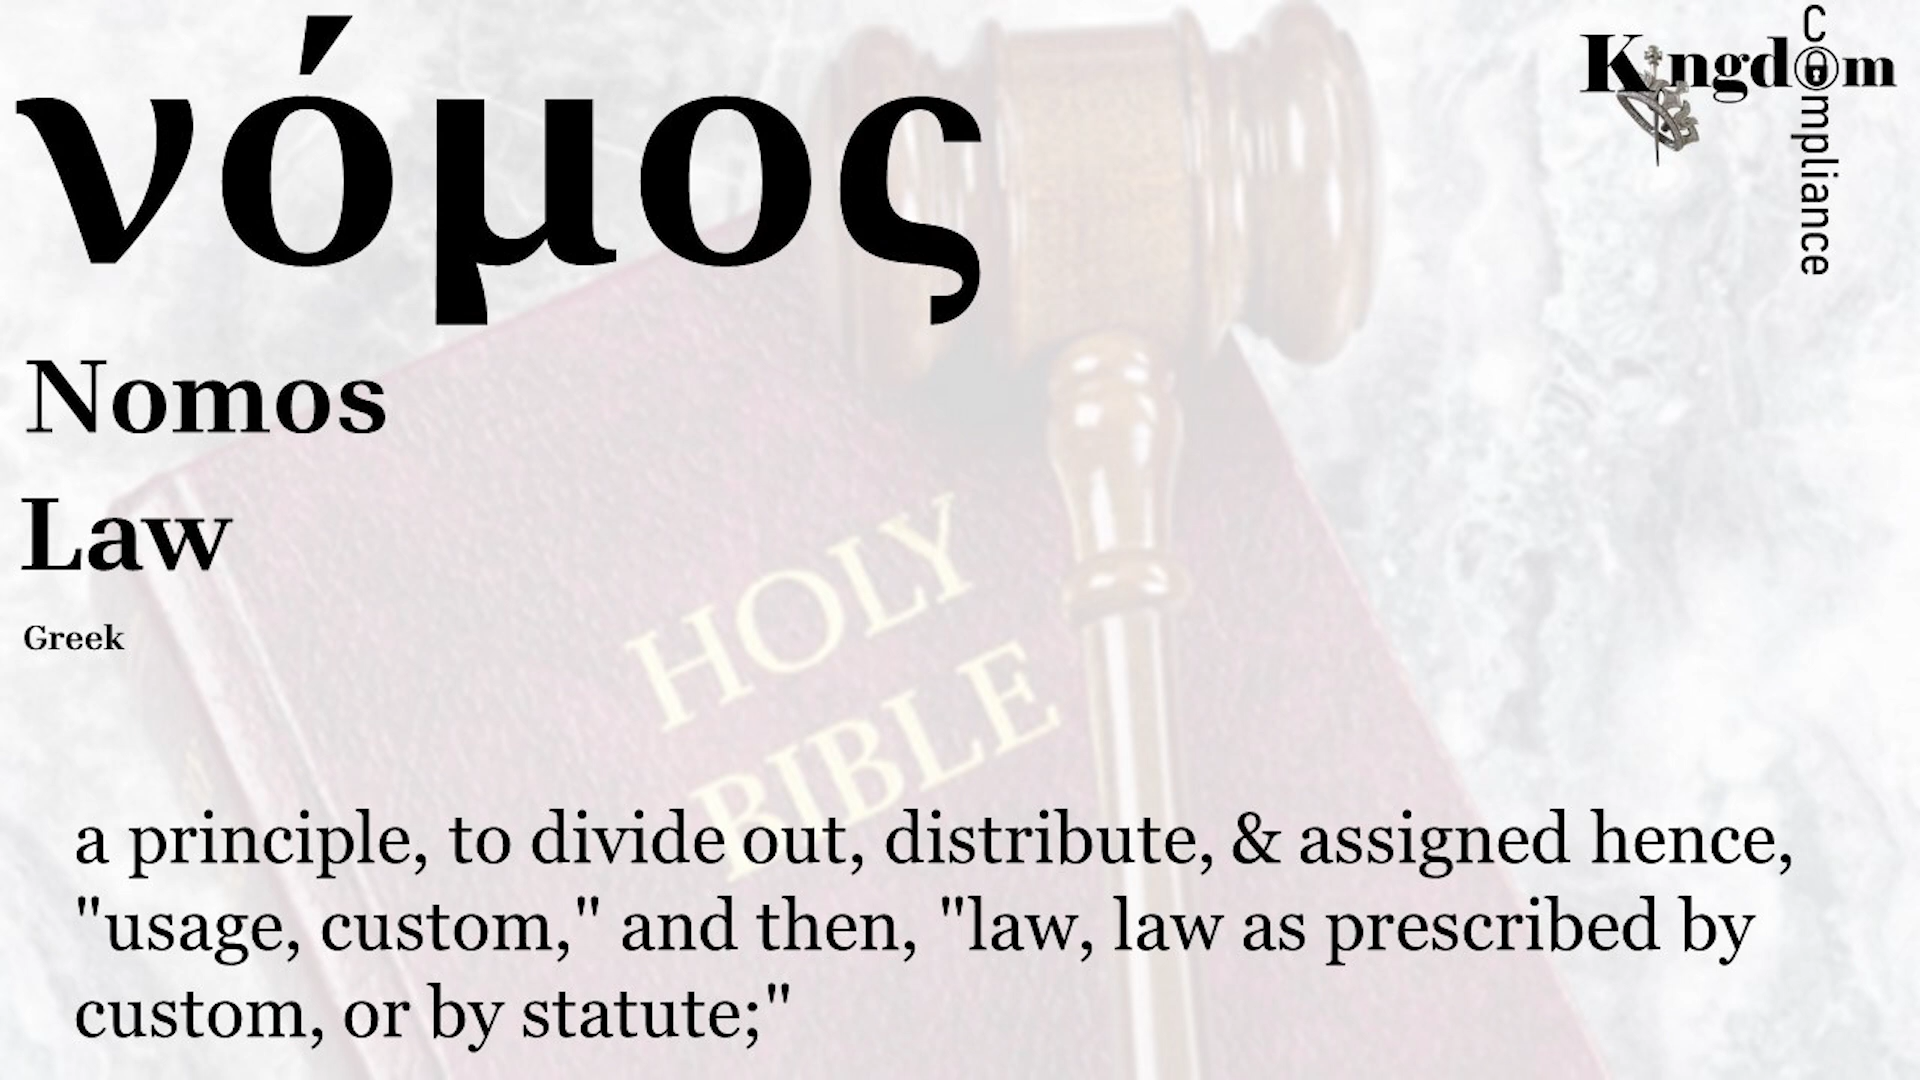 νόμος
Kingdom
Compliance
Nomos
Law
Greek
HOLY
BIBLE
a principle, to divide out, distribute, & assigned hence,
"usage, custom," and then, "law, law as prescribed by
custom, or by statute;"